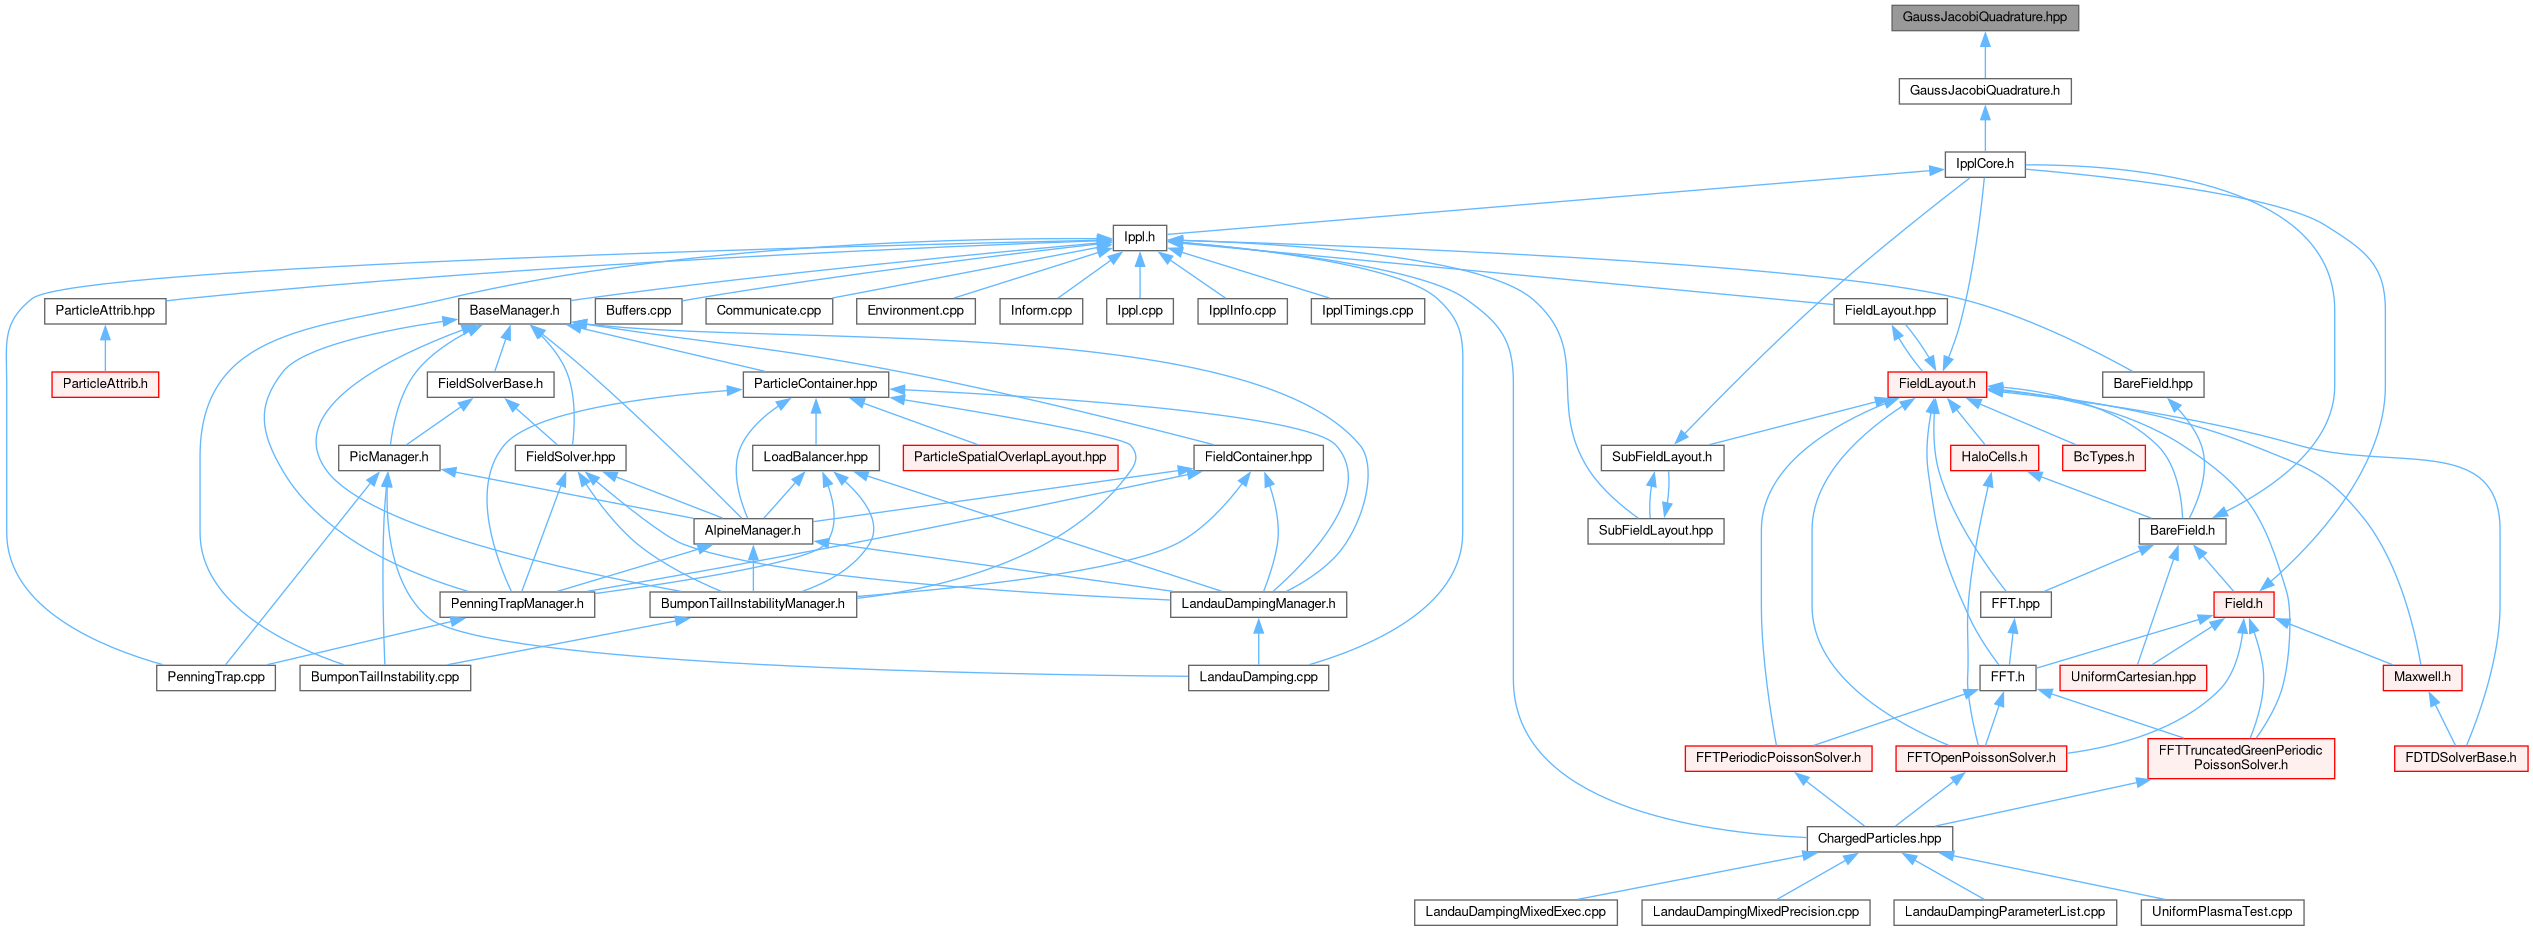 GaussJacobiQuadrature.hpp
GaussJacobiQuadrature.h
IpplCore.h
Ippl.h
ParticleAttrib.hpp
BaseManager.h
Buffers.cpp
Communicate.cpp
Environment.cpp
Inform.cpp
Ippl.cpp
IpplInfo.cpp
IpplTimings.cpp
FieldLayout.hpp
ParticleAttrib.h
FieldSolverBase.h
ParticleContainer.hpp
FieldLayout.h
BareField.hpp
PicManager.h
FieldSolver.hpp
LoadBalancer.hpp
ParticleSpatialOverlapLayout.hpp
FieldContainer.hpp
SubFieldLayout.h
HaloCells.h
BcTypes.h
AlpineManager.h
SubFieldLayout.hpp
BareField.h
PenningTrapManager.h
BumponTailInstabilityManager.h
LandauDampingManager.h
FFT.hpp
Field.h
PenningTrap.cpp
BumponTailInstability.cpp
LandauDamping.cpp
FFT.h
UniformCartesian.hpp
Maxwell.h
FFTPeriodicPoissonSolver.h
FFTOpenPoissonSolver.h
FFTTruncatedGreenPeriodic
PoissonSolver.h
FDTDSolverBase.h
ChargedParticles.hpp
LandauDampingMixedExec.cpp
LandauDampingMixedPrecision.cpp
LandauDampingParameterList.cpp
UniformPlasmaTest.cpp